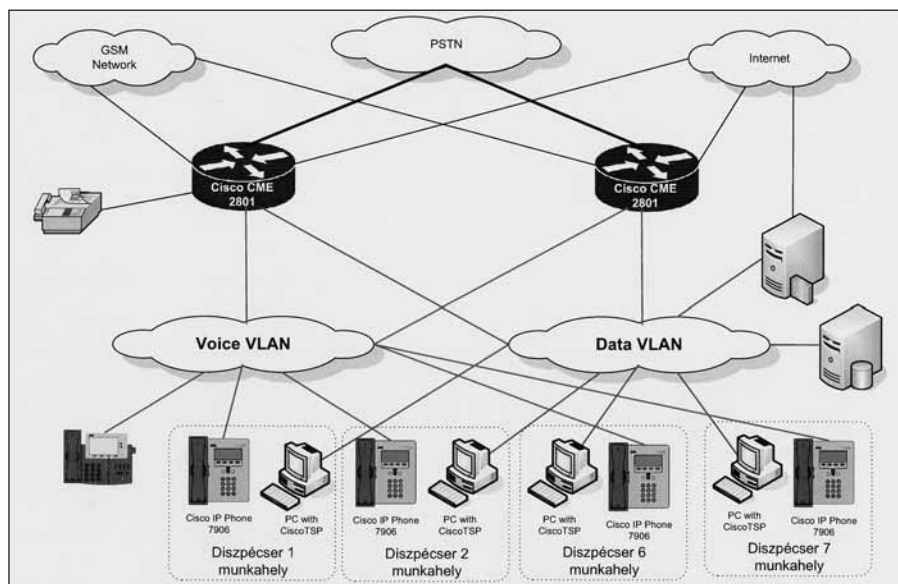 GSM
Network
PSTN
Internet
Cisco CME
2801
Cisco CME
2801
Voice VLAN
Data VLAN
Cisco IP Phone
7906
PC with
CiscoTSP
Diszpécser 1
munkahely
Cisco IP Phone
7906
PC with
CiscoTSP
Diszpécser 2
munkahely
PC with
CiscoTSP
Cisco IP Phone
7906
Diszpécser 6
munkahely
PC with
CiscoTSP
Cisco IP Phone
7906
Diszpécser 7
munkahely